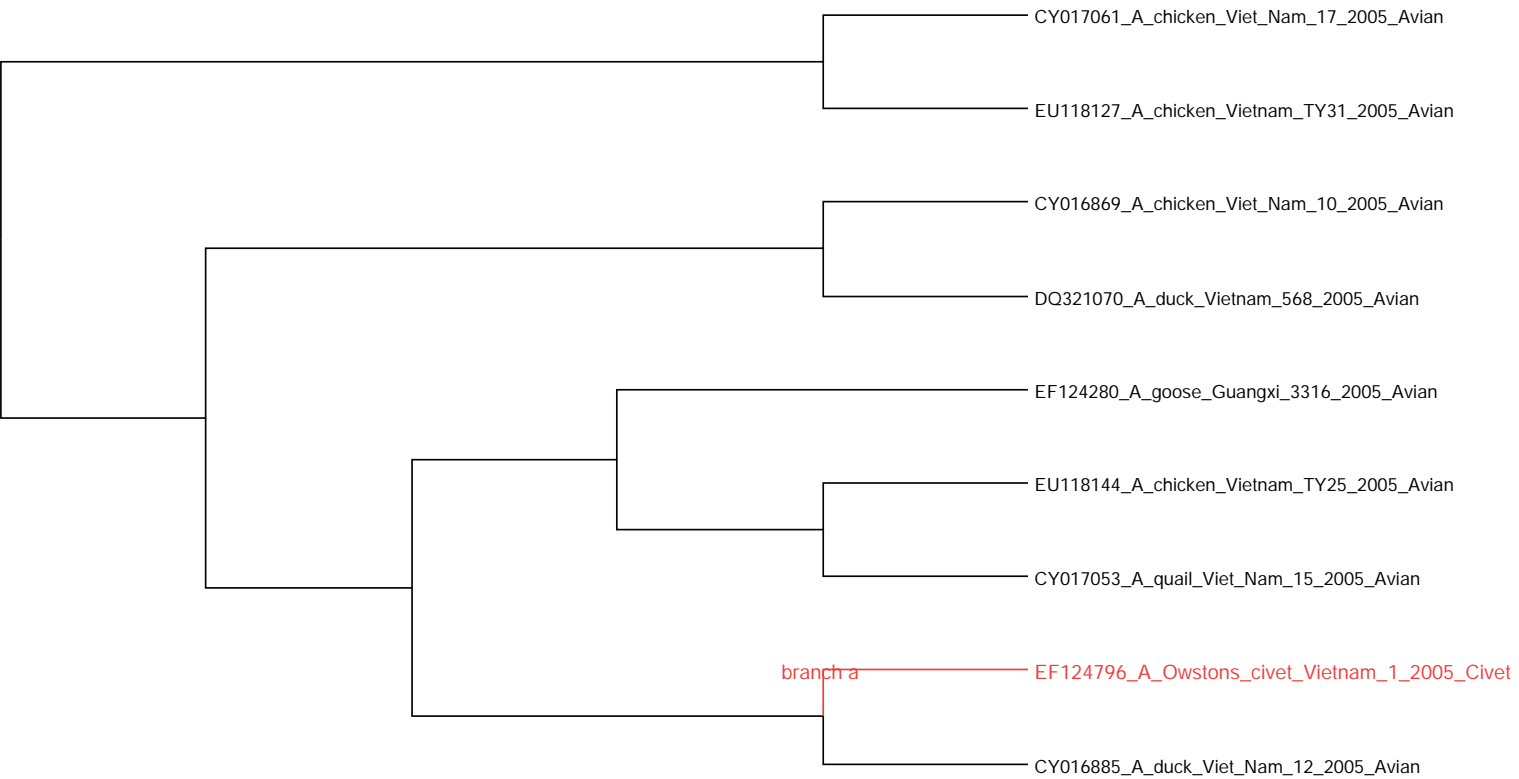 CY017061_A_chicken_Viet_Nam_17_2005_Avian
EU118127_A_chicken_Vietnam_TY31_2005_Avian
CY016869_A_chicken_Viet_Nam_10_2005_Avian
DQ321070_A_duck_Vietnam_568_2005_Avian
EF124280_A_goose_Guangxi_3316_2005_Avian
EU118144_A_chicken_Vietnam_TY25_2005_Avian
CY017053_A_quail_Viet_Nam_15_2005_Avian
branch a
EF124796_A_Owstons_civet_Vietnam_1_2005_Civet
CY016885_A_duck_Viet_Nam_12_2005_Avian